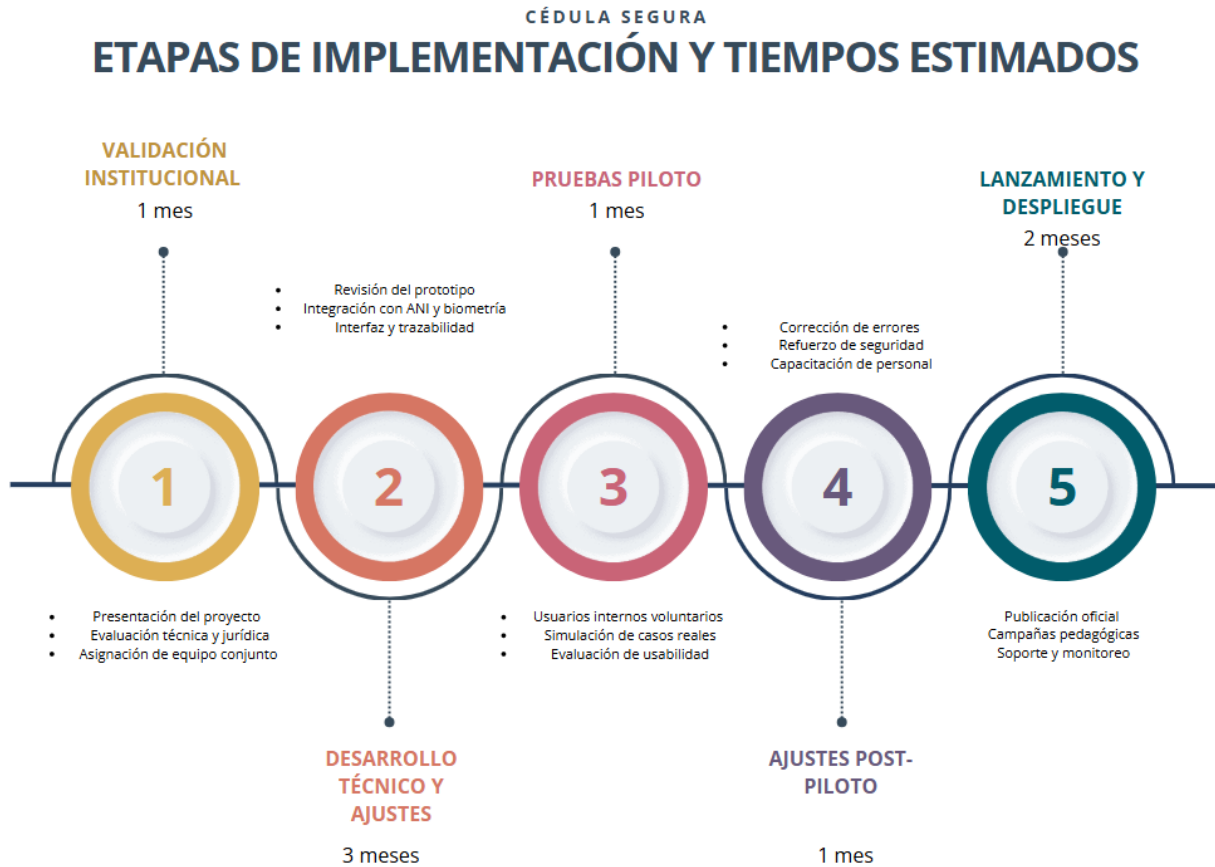 CÉDULA SEGURA
ETAPAS DE IMPLEMENTACIÓN Y TIEMPOS ESTIMADOS
VALIDACIÓN
INSTITUCIONAL
1 mes
1
• Presentación del proyecto
• Evaluación técnica y jurídica
• Asignación de equipo conjunto
• Revisión del prototipo
• Integración con ANI y biometría
• Interfaz y trazabilidad
2
DESARROLLO
TÉCNICO Y
AJUSTES
3 meses
PRUEBAS PILOTO
1 mes
3
• Usuarios internos voluntarios
• Simulación de casos reales
• Evaluación de usabilidad
• Corrección de errores
• Refuerzo de seguridad
• Capacitación de personal
4
AJUSTES POST-
PILOTO
1 mes
LANZAMIENTO Y
DESPLIEGUE
2 meses
5
Publicación oficial
Campañas pedagógicas
Soporte y monitoreo